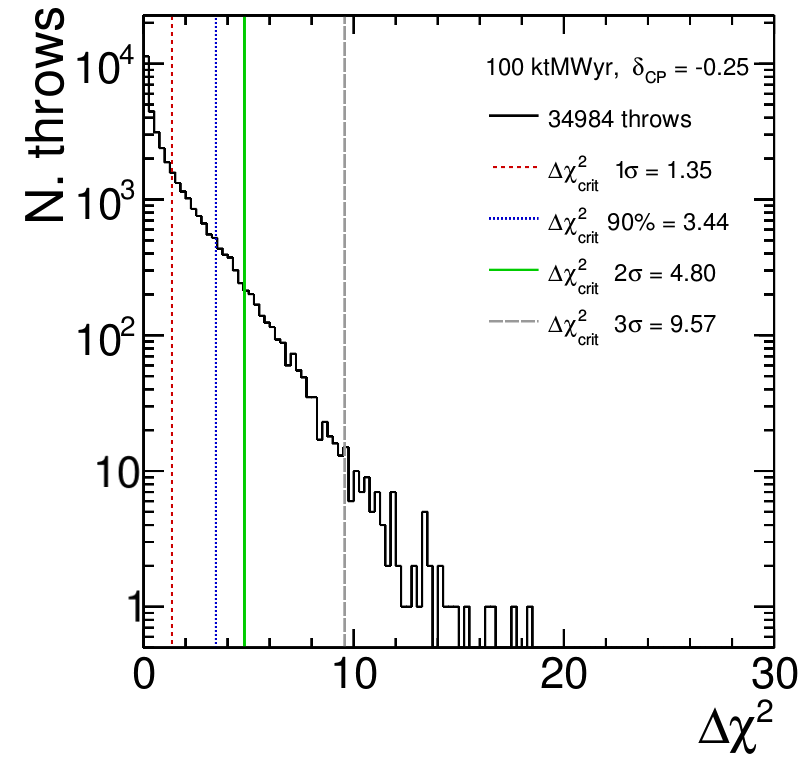 N. throws
10⁴
10³
10²
10
1
100 ktMWyr, δCP = -0.25
34984 throws
Δχ²crit 1σ = 1.35
Δχ²crit 90% = 3.44
Δχ²crit 2σ = 4.80
Δχ²crit 3σ = 9.57
0 10 20 30
Δχ²